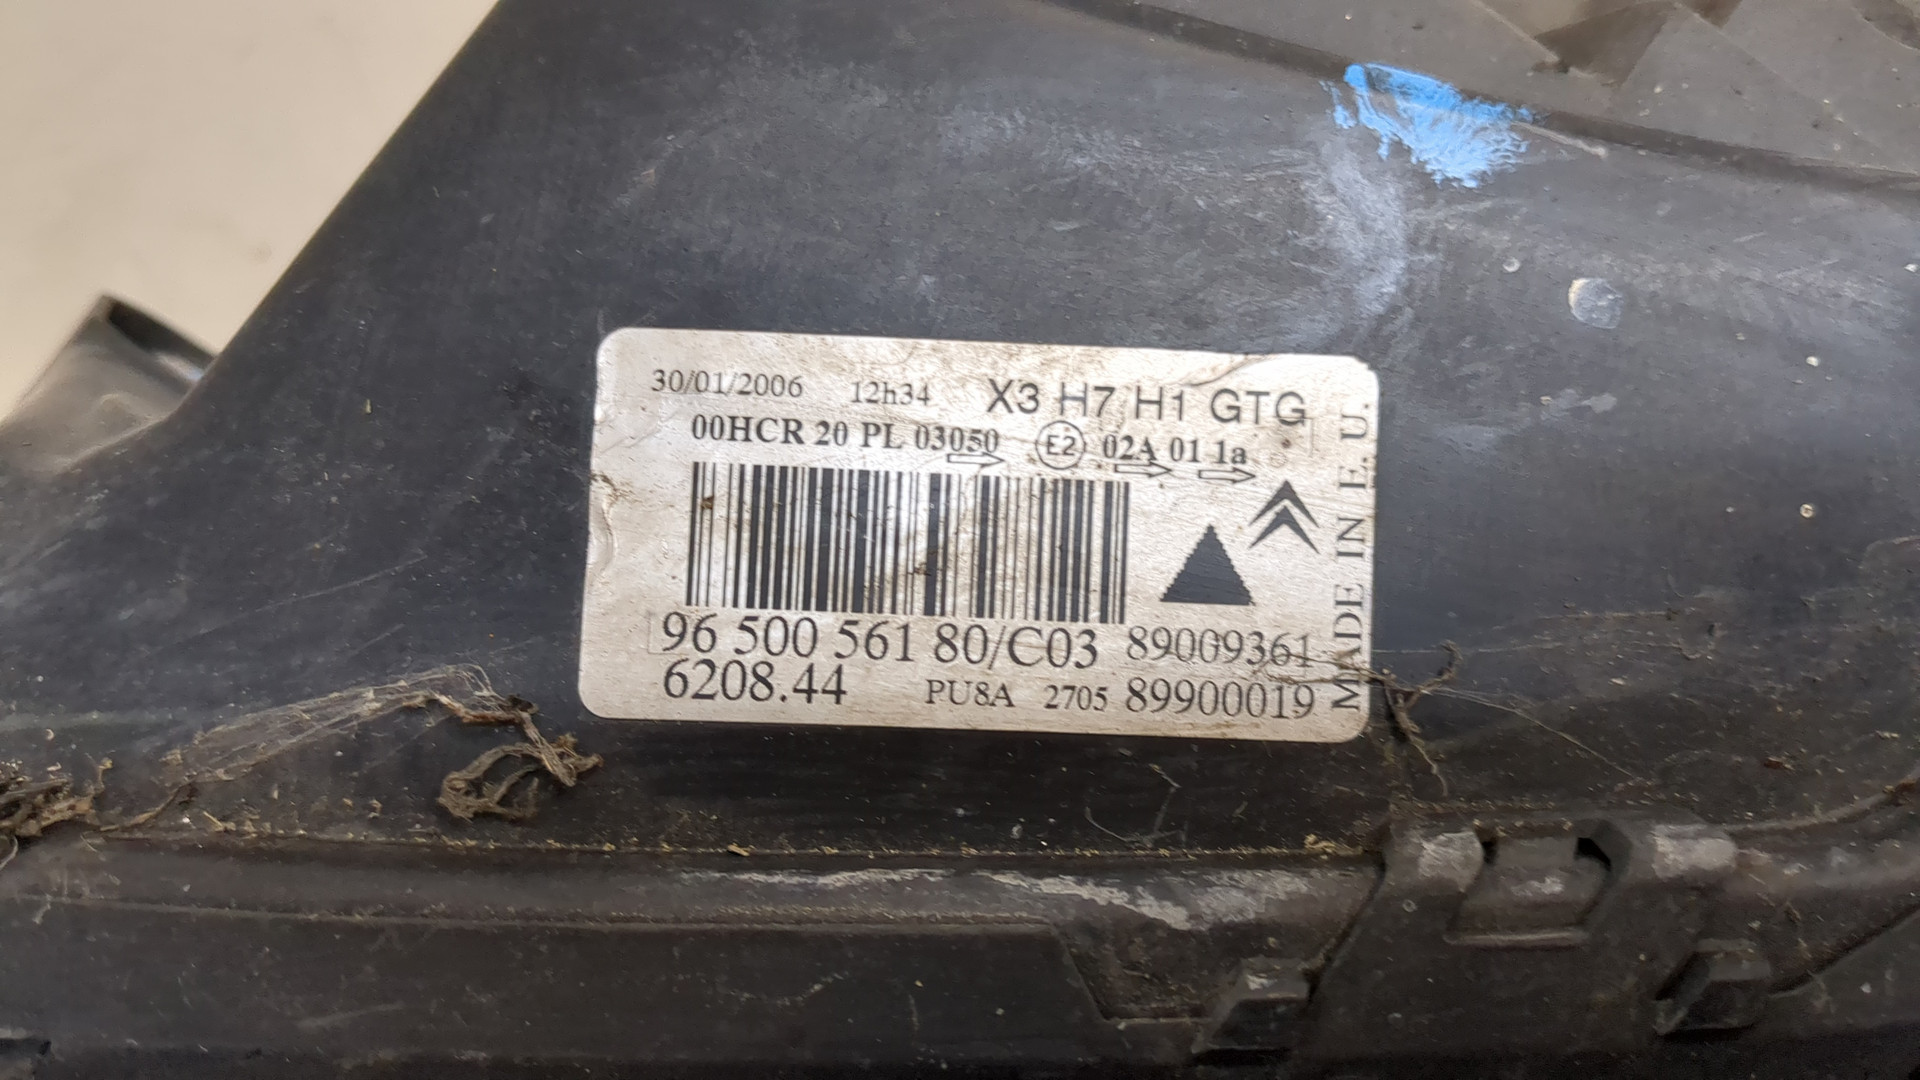 30/01/2006 12h34 X3 H7 H1 GTG
00HCR 20 PL 03050 E2 02A 01 1a
96 500 561 80/C03 89009361
6208.44 PU8A 2705 89900019
MADE IN E.U.